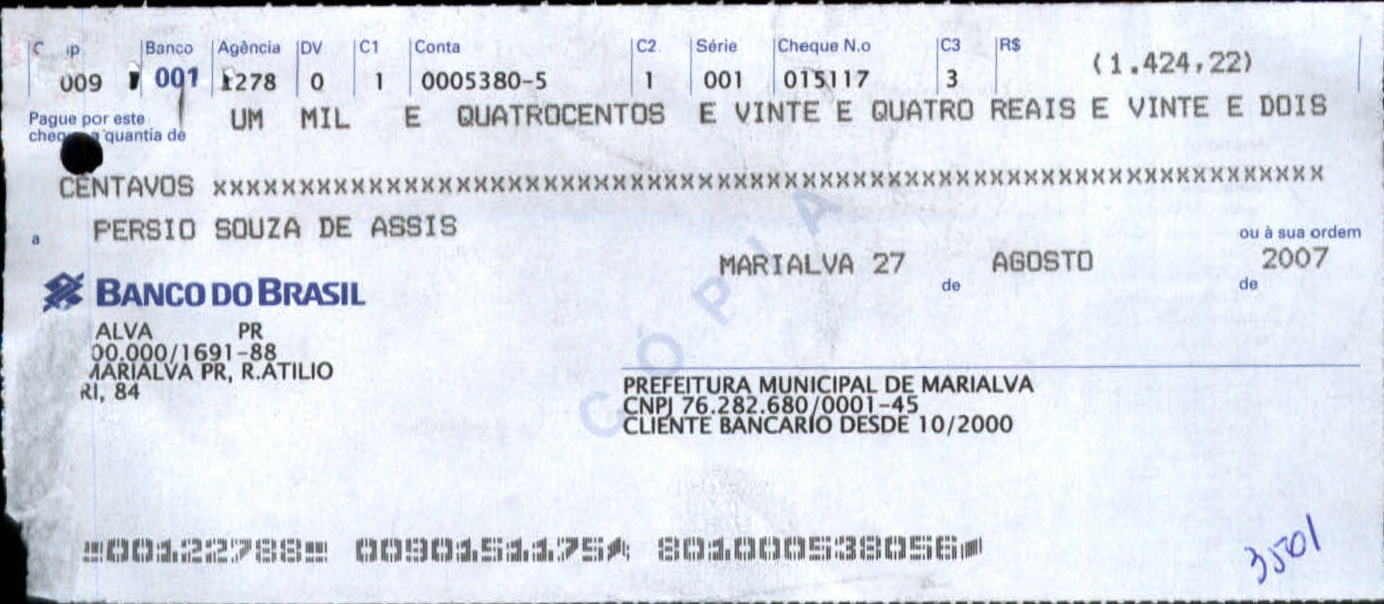 C p Banco Agência DV C1 Conta C2 Série Cheque N.o C3 R$
009 001 1278 0 1 0005380-5 1 001 015117 3 (1.424,22)
Pague por este
cheque a quantia de
UM MIL E QUATROCENTOS E VINTE E QUATRO REAIS E VINTE E DOIS
CENTAVOS xxxxxxxxxxxxxxxxxxxxxxxxxxxxxxxxxxxxxxxxxxxxxxxxxxxxxxxxxxxxxxxx
a PERSIO SOUZA DE ASSIS ou à sua ordem
MARIALVA 27 de AGOSTO de 2007
BANCO DO BRASIL
CÓPIA
ALVA PR
00.000/1691-88
MARIALVA PR, R.ATILIO
RI, 84
PREFEITURA MUNICIPAL DE MARIALVA
CNPJ 76.282.680/0001-45
CLIENTE BANCARIO DESDE 10/2000
00122788 0090151175 801000538056
3501